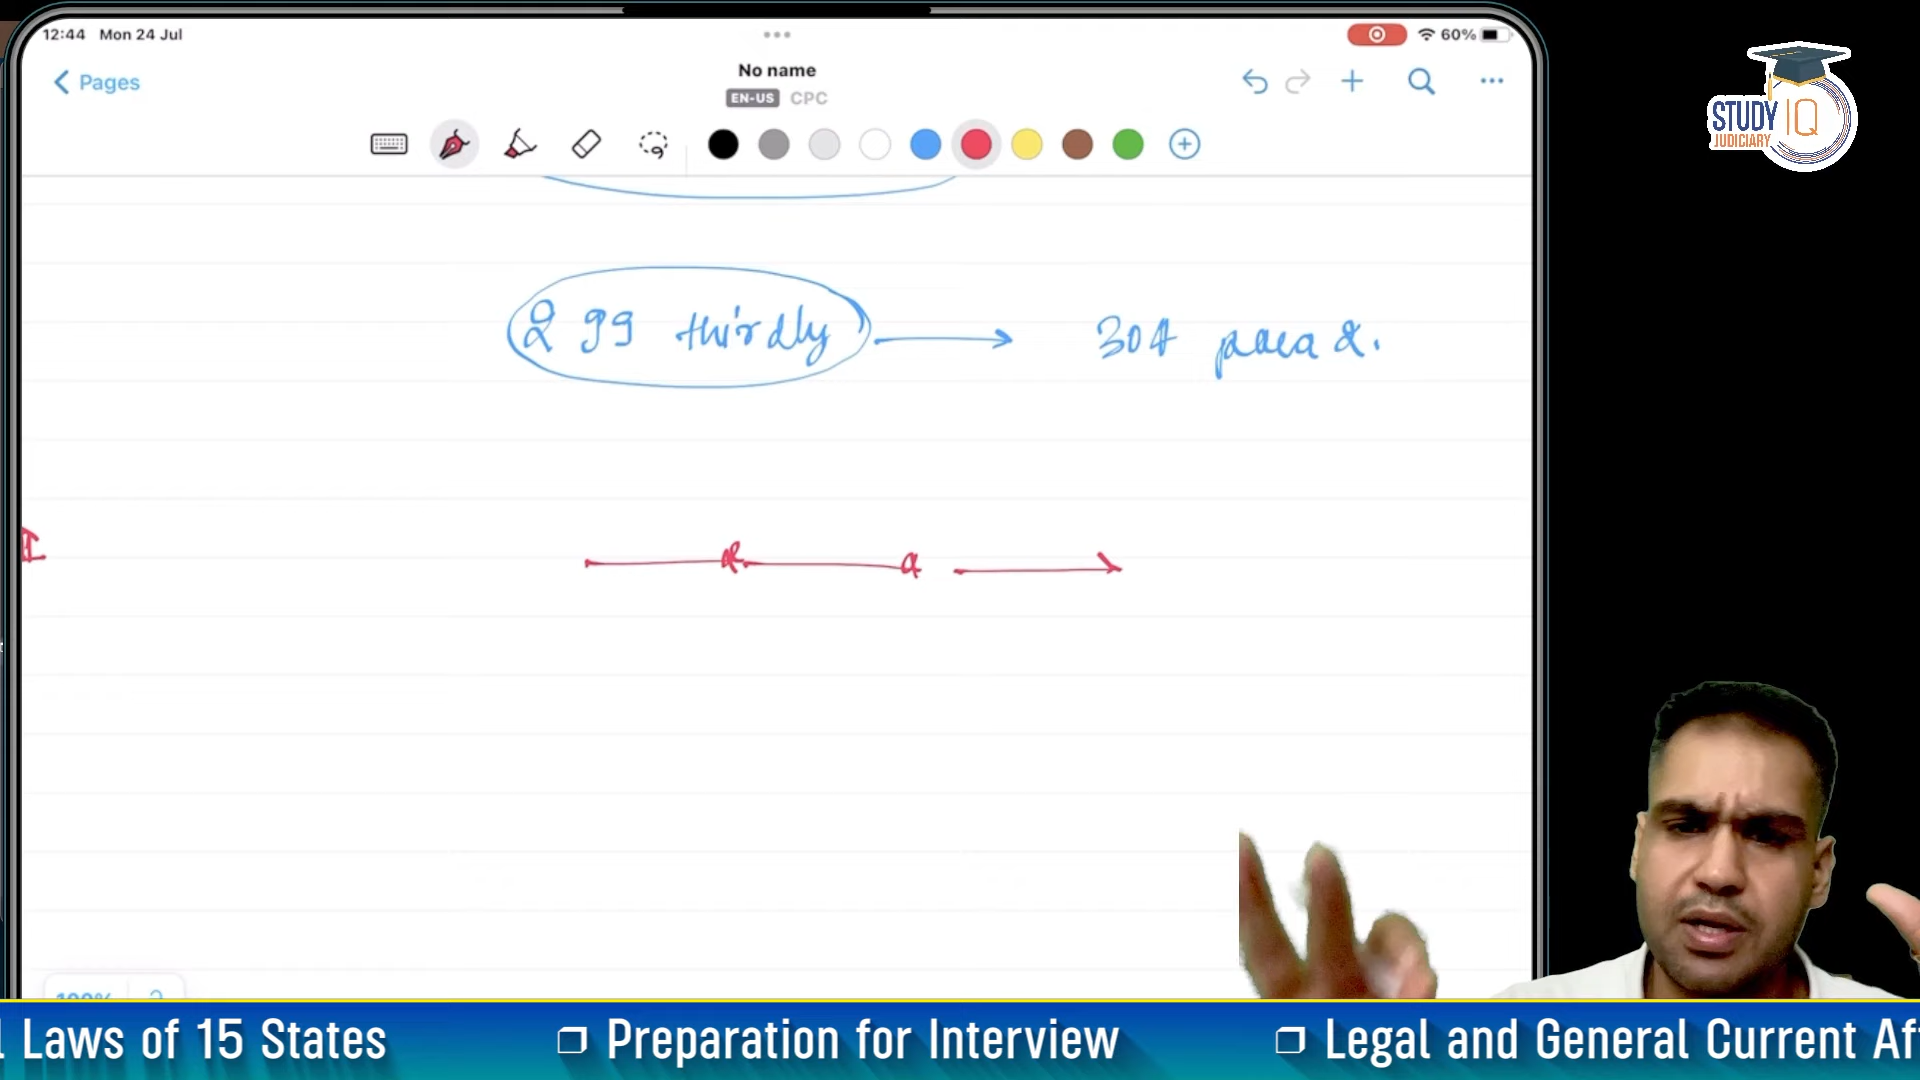 12:44 Mon 24 Jul
60%
Pages
No name
EN-US CPC
STUDY IQ
JUDICIARY
299 thirdly → 304 para 2.
Laws of 15 States
Preparation for Interview
Legal and General Current Af